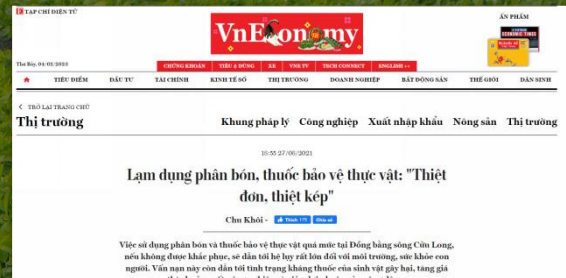 TẠP CHÍ ĐIỆN TỬ
ẤN PHẨM
VnEconomy
Thứ Bảy, 04/03/2023
CHỨNG KHOÁN TIÊU & DÙNG XE VNE TV TECH CONNECT ENGLISH
TIÊU ĐIỂM ĐẦU TƯ TÀI CHÍNH KINH TẾ SỐ THỊ TRƯỜNG DOANH NGHIỆP BẤT ĐỘNG SẢN THẾ GIỚI DÂN SINH
TRỞ LẠI TRANG CHỦ
Thị trường
Khung pháp lý Công nghiệp Xuất nhập khẩu Nông sản Thị trường
16:55 27/06/2021
Lạm dụng phân bón, thuốc bảo vệ thực vật: "Thiệt
đơn, thiệt kép"
Chu Khôi -
Thích
Chia sẻ
Việc sử dụng phân bón và thuốc bảo vệ thực vật quá mức tại Đồng bằng sông Cửu Long,
nếu không được khắc phục, sẽ dẫn tới hệ lụy rất lớn đối với môi trường, sức khỏe con
người. Vấn nạn này còn dẫn tới tình trạng kháng thuốc của sinh vật gây hại, tăng giá